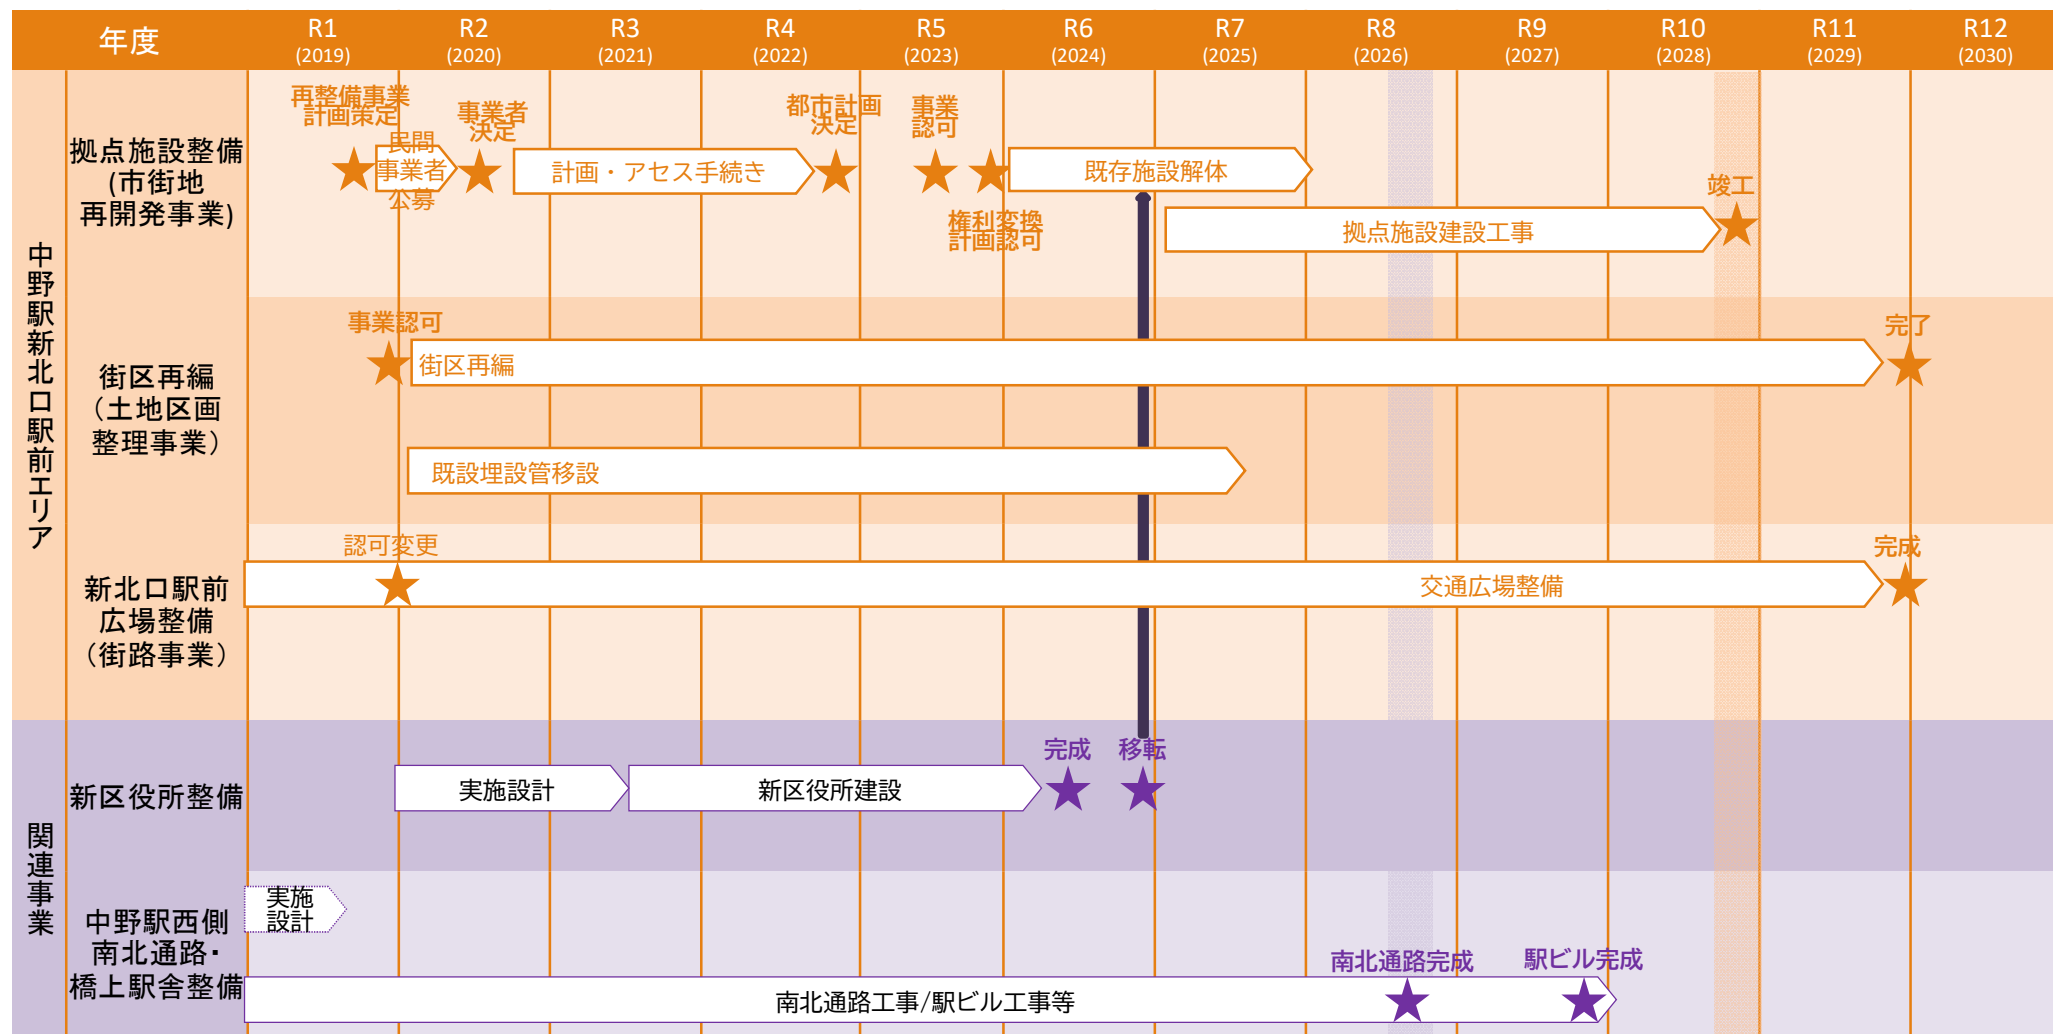 年度
R1
(2019)
R2
(2020)
R3
(2021)
R4
(2022)
R5
(2023)
R6
(2024)
R7
(2025)
R8
(2026)
R9
(2027)
R10
(2028)
R11
(2029)
R12
(2030)
中野駅新北口駅前エリア
拠点施設整備
(市街地
再開発事業)
再整備事業
計画策定
民間
事業者
公募
事業者
決定
計画・アセス手続き
都市計画
決定
事業
認可
権利変換
計画認可
既存施設解体
拠点施設建設工事
竣工
街区再編
（土地区画
整理事業）
事業認可
街区再編
完了
既設埋設管移設
新北口駅前
広場整備
（街路事業）
認可変更
交通広場整備
完成
関連事業
新区役所整備
実施設計
新区役所建設
完成
移転
中野駅西側
南北通路・
橋上駅舎整備
実施
設計
南北通路工事/駅ビル工事等
南北通路完成
駅ビル完成